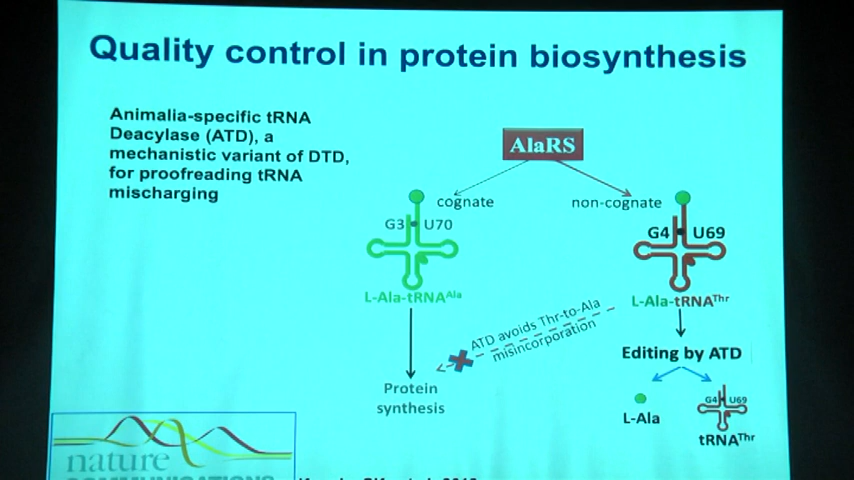 Quality control in protein biosynthesis
Animalia-specific tRNA
Deacylase (ATD), a
mechanistic variant of DTD,
for proofreading tRNA
mischarging
AlaRS
cognate
non-cognate
G3 U70
G4 U69
L-Ala-tRNAᴬˡᵃ
L-Ala-tRNAᵀʰʳ
ATD avoids Thr-to-Ala
misincorporation
Editing by ATD
Protein
synthesis
G4 U69
L-Ala
tRNAᵀʰʳ
nature
COMMUNICATIONS